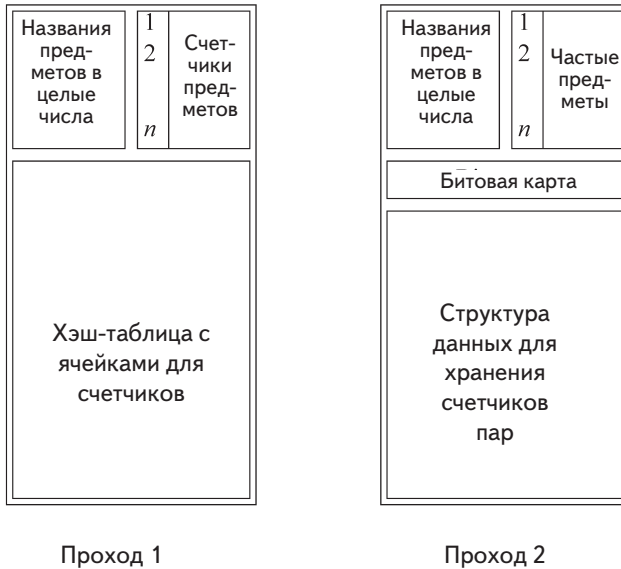 Названия
пред-
метов в
целые
числа
1
2
n
Счет-
чики
пред-
метов
Хэш-таблица с
ячейками для
счетчиков
Проход 1
Названия
пред-
метов в
целые
числа
1
2
n
Частые
пред-
меты
Битовая карта
Структура
данных для
хранения
счетчиков
пар
Проход 2